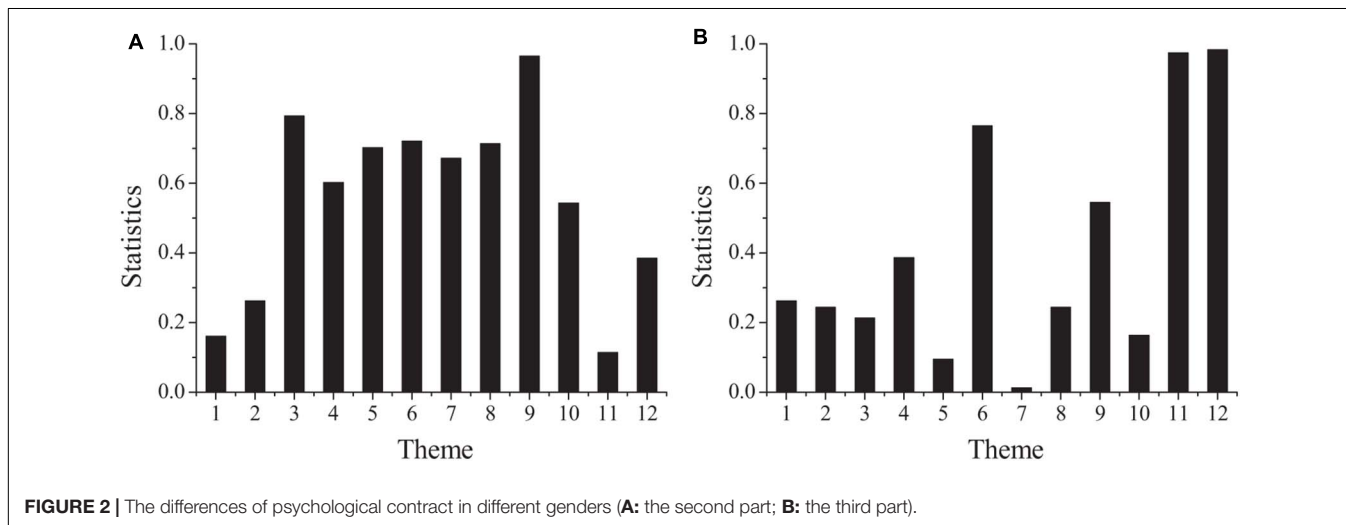 A
1.0
0.8
0.6
0.4
0.2
0.0
Statistics
1 2 3 4 5 6 7 8 9 10 11 12
Theme
B
1.0
0.8
0.6
0.4
0.2
0.0
Statistics
1 2 3 4 5 6 7 8 9 10 11 12
Theme
FIGURE 2 | The differences of psychological contract in different genders (A: the second part; B: the third part).